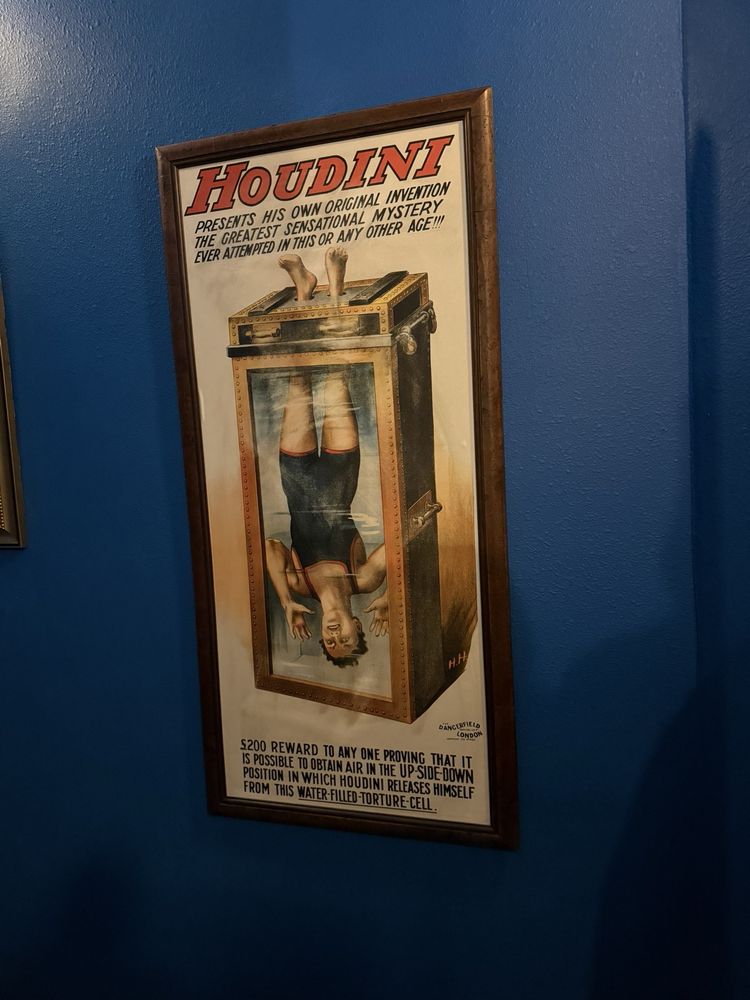 HOUDINI
PRESENTS HIS OWN ORIGINAL INVENTION
THE GREATEST SENSATIONAL MYSTERY
EVER ATTEMPTED IN THIS OR ANY OTHER AGE!!!
H.H.
DANGERFIELD
LONDON
£200 REWARD TO ANY ONE PROVING THAT IT
IS POSSIBLE TO OBTAIN AIR IN THE UP-SIDE-DOWN
POSITION IN WHICH HOUDINI RELEASES HIMSELF
FROM THIS WATER-FILLED-TORTURE-CELL.